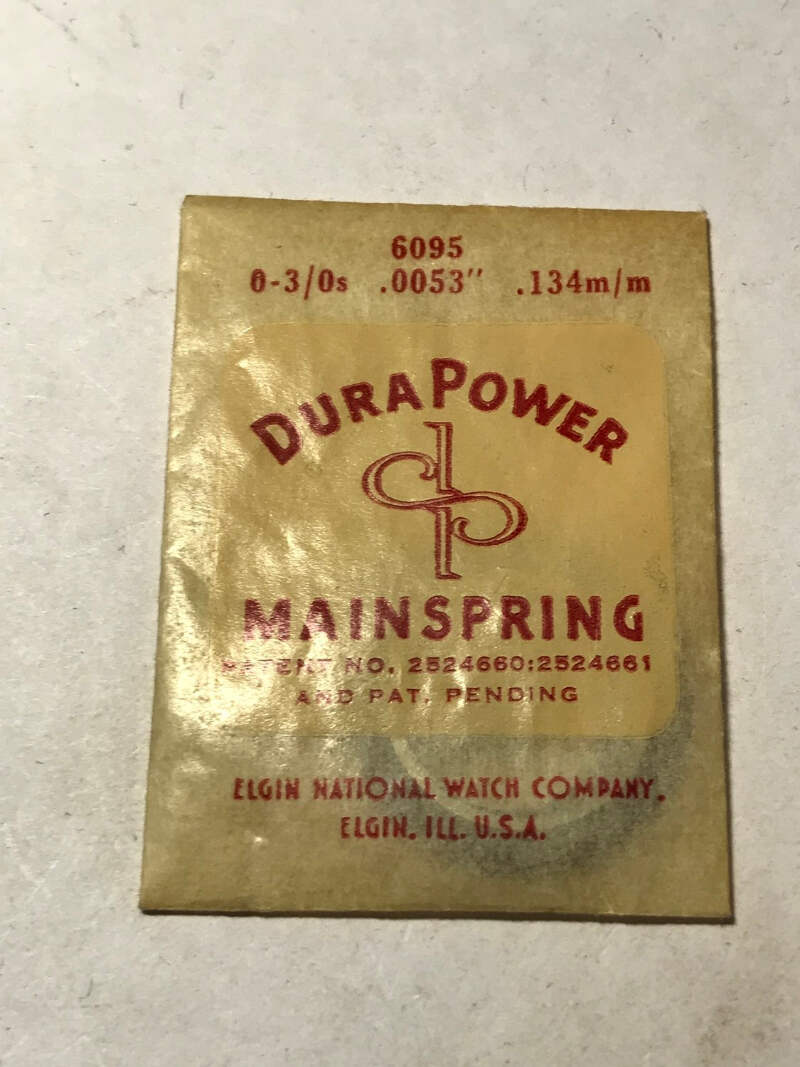 6095
0-3/0s .0053" .134m/m
DURAPOWER
dp
MAINSPRING
PATENT NO. 2524660:2524661
AND PAT. PENDING
ELGIN NATIONAL WATCH COMPANY.
ELGIN. ILL. U.S.A.